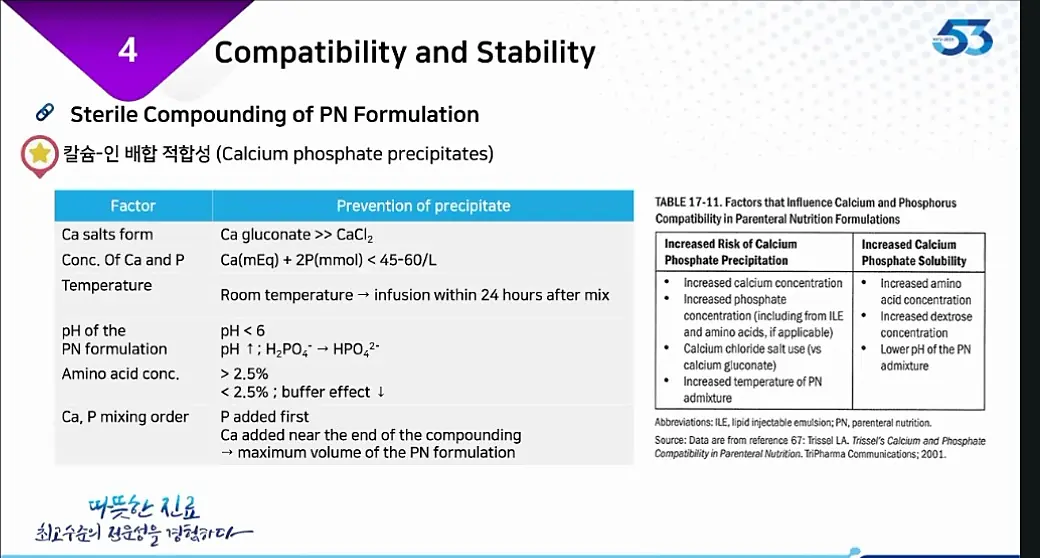 4
Compatibility and Stability
53
Sterile Compounding of PN Formulation
칼슘-인 배합 적합성 (Calcium phosphate precipitates)
Factor
Prevention of precipitate
Ca salts form
Ca gluconate >> CaCl₂
Conc. Of Ca and P
Ca(mEq) + 2P(mmol) < 45-60/L
Temperature
Room temperature → infusion within 24 hours after mix
pH of the
PN formulation
pH < 6
pH ↑ ; H₂PO₄⁻ → HPO₄²⁻
Amino acid conc.
> 2.5%
< 2.5% ; buffer effect ↓
Ca, P mixing order
P added first
Ca added near the end of the compounding
→ maximum volume of the PN formulation
TABLE 17-11. Factors that Influence Calcium and Phosphorus
Compatibility in Parenteral Nutrition Formulations
Increased Risk of Calcium
Phosphate Precipitation
Increased Calcium
Phosphate Solubility
• Increased calcium concentration
• Increased phosphate
concentration (including from ILE
and amino acids, if applicable)
• Calcium chloride salt use (vs
calcium gluconate)
• Increased temperature of PN
admixture
• Increased amino
acid concentration
• Increased dextrose
concentration
• Lower pH of the PN
admixture
Abbreviations: ILE, lipid injectable emulsion; PN, parenteral nutrition.
Source: Data are from reference 67: Trissel LA. Trissel's Calcium and Phosphate
Compatibility in Parenteral Nutrition. TriPharma Communications; 2001.
따뜻한 진료
최고수준의 전문성을 경험하다